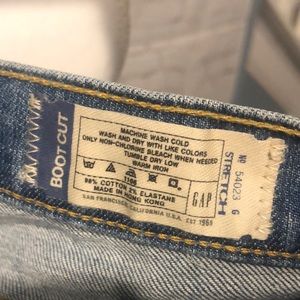 BOOT CUT
MACHINE WASH COLD
WASH AND DRY WITH LIKE COLORS
ONLY NON-CHLORINE BLEACH WHEN NEEDED
TUMBLE DRY LOW
WARM IRON
98% COTTON 2% ELASTANE
MADE IN HONG KONG
SAN FRANCISCO, CALIFORNIA U.S.A. EST 1969
GAP
STRETCH
54023 G